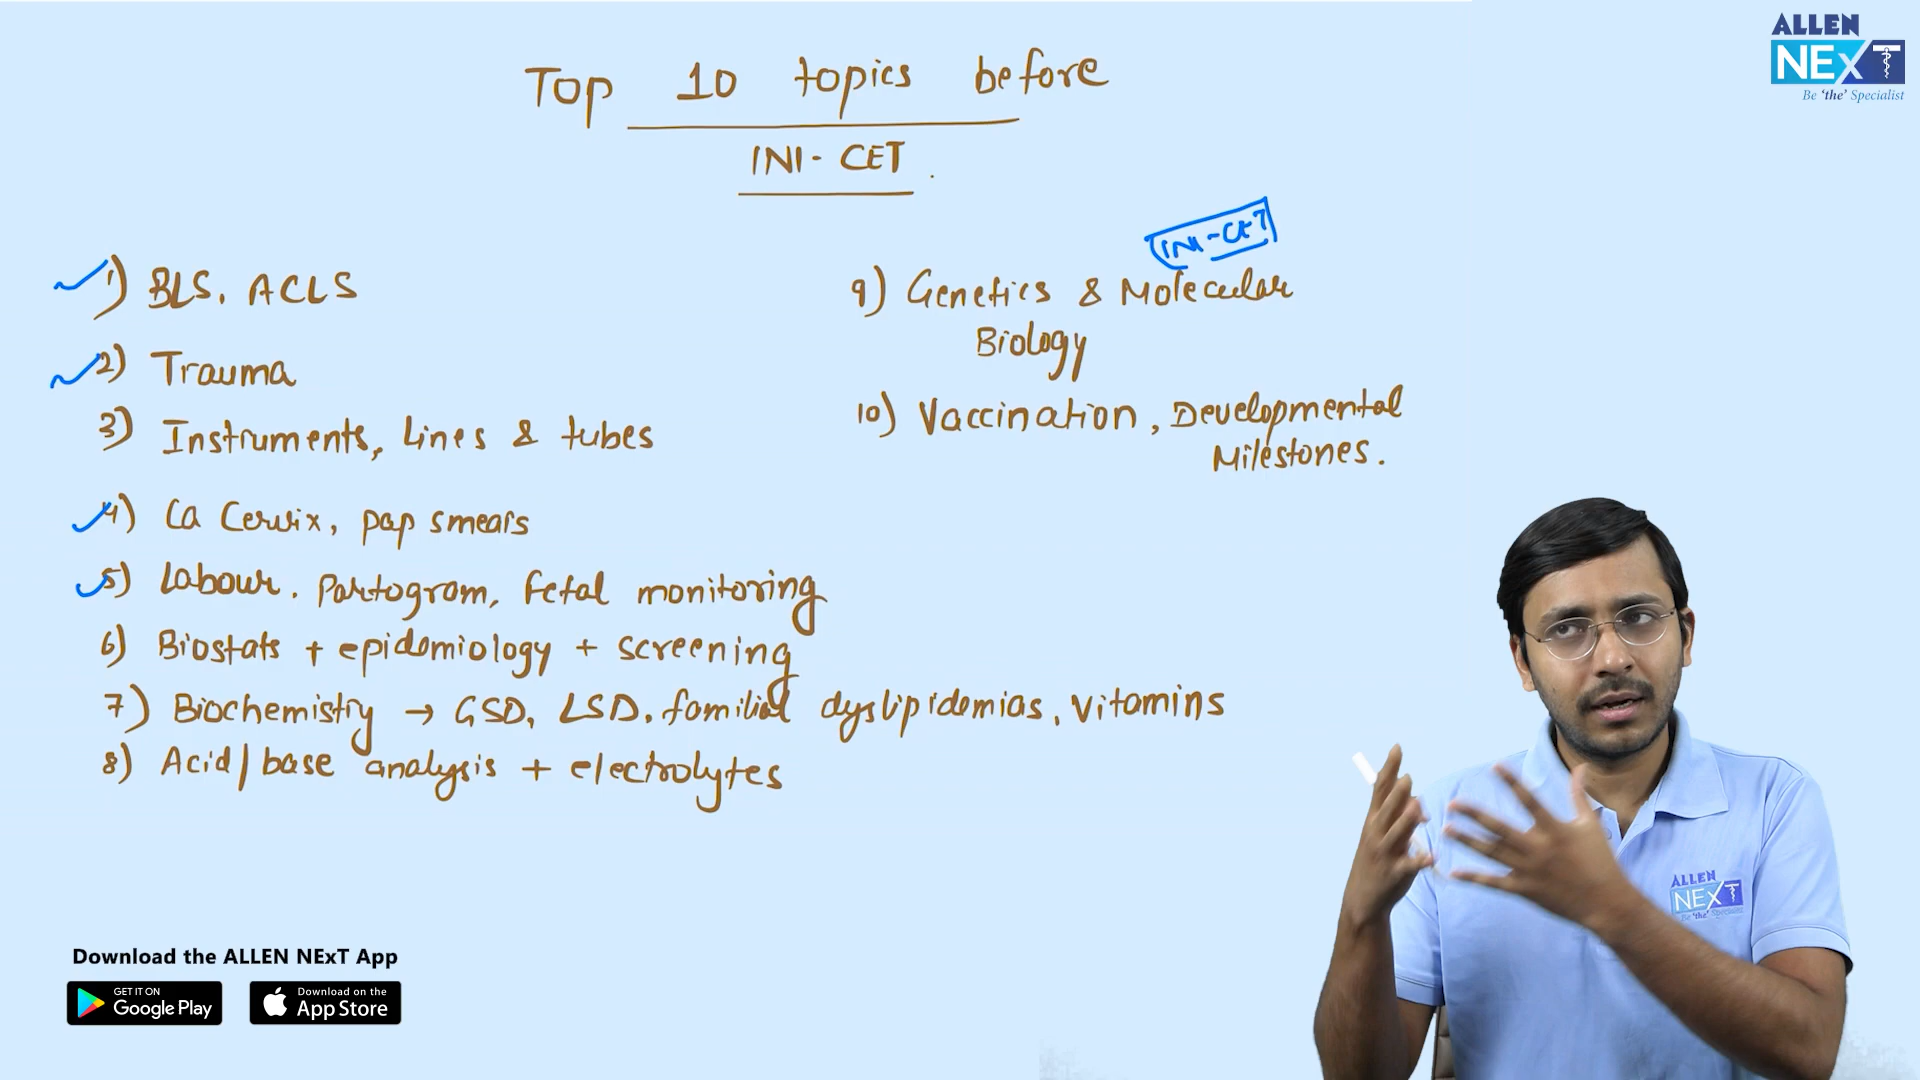 ALLEN
NExT
Be 'the' Specialist
Top 10 topics before
INI-CET.
1) BLS, ACLS
2) Trauma
3) Instruments, Lines & tubes
4) Ca Cervix, pap smears
5) Labour. Partogram, fetal monitoring
6) Biostats + epidemiology + screening
7) Biochemistry → GSD, LSD, familial dyslipidemias, Vitamins
8) Acid/base analysis + electrolytes
INI-CET
9) Genetics & Molecular
Biology
10) Vaccination, Developmental
Milestones.
ALLEN
NExT
Be 'the' Specialist
Download the ALLEN NExT App
GET IT ON
Google Play
Download on the
App Store